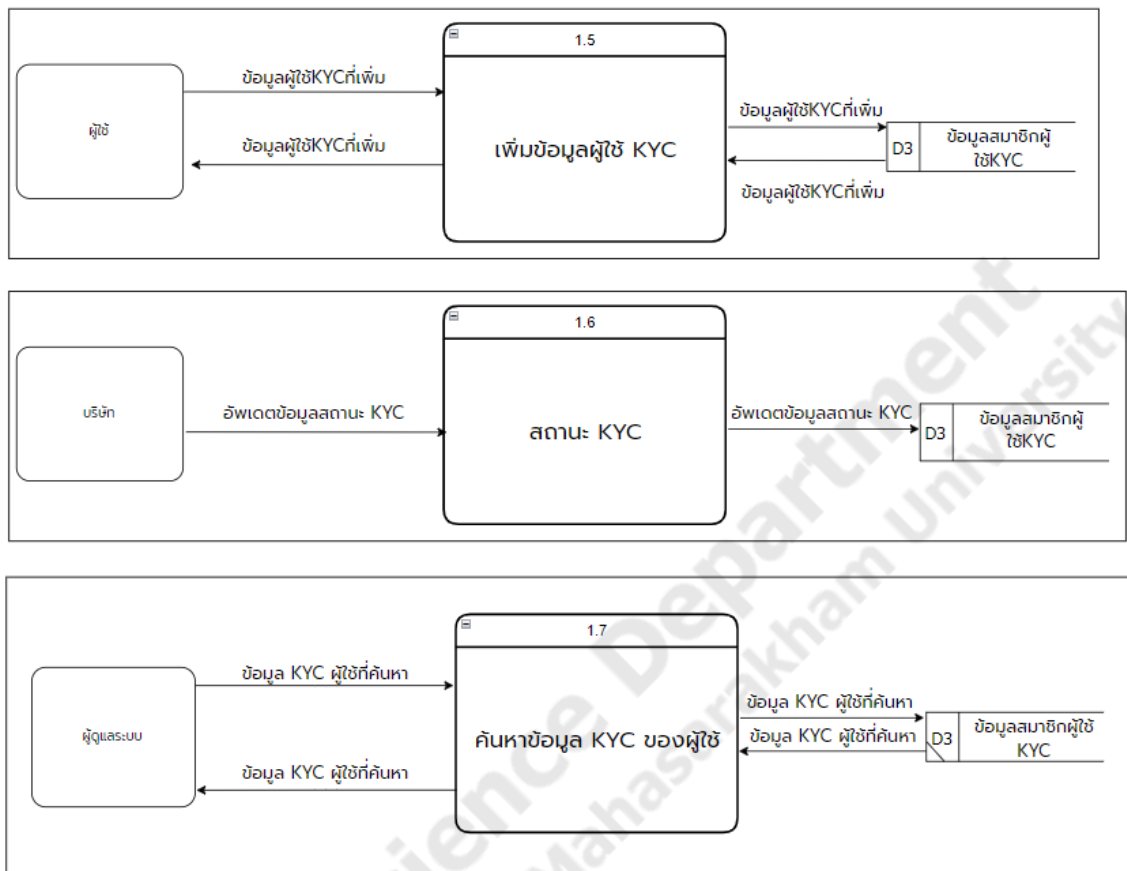 1.5
ผู้ใช้
ข้อมูลผู้ใช้KYCที่เพิ่ม
ข้อมูลผู้ใช้KYCที่เพิ่ม
เพิ่มข้อมูลผู้ใช้ KYC
ข้อมูลผู้ใช้KYCที่เพิ่ม
ข้อมูลผู้ใช้KYCที่เพิ่ม
D3
ข้อมูลสมาชิกผู้
ใช้KYC
1.6
บริษัท
อัพเดตข้อมูลสถานะ KYC
สถานะ KYC
อัพเดตข้อมูลสถานะ KYC
D3
ข้อมูลสมาชิกผู้
ใช้KYC
1.7
ผู้ดูแลระบบ
ข้อมูล KYC ผู้ใช้ที่ค้นหา
ข้อมูล KYC ผู้ใช้ที่ค้นหา
ค้นหาข้อมูล KYC ของผู้ใช้
ข้อมูล KYC ผู้ใช้ที่ค้นหา
ข้อมูล KYC ผู้ใช้ที่ค้นหา
D3
ข้อมูลสมาชิกผู้ใช้
KYC
ience Department
Mahasarakham University